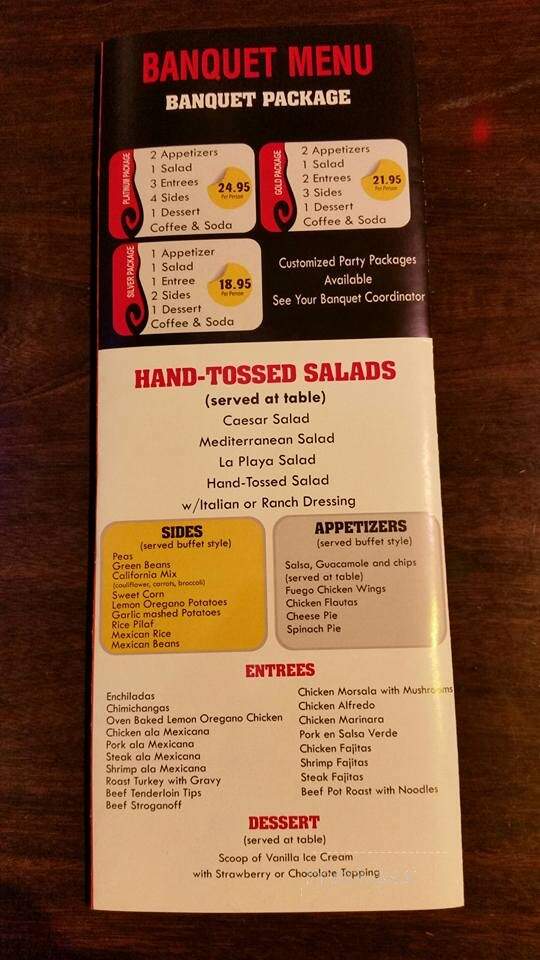 BANQUET MENU
BANQUET PACKAGE
PLATINUM PACKAGE
2 Appetizers
1 Salad
3 Entrees
4 Sides
1 Dessert
Coffee & Soda
24.95
Per Person
GOLD PACKAGE
2 Appetizers
1 Salad
2 Entrees
3 Sides
1 Dessert
Coffee & Soda
21.95
Per Person
SILVER PACKAGE
1 Appetizer
1 Salad
1 Entree
2 Sides
1 Dessert
Coffee & Soda
18.95
Per Person
Customized Party Packages
Available
See Your Banquet Coordinator
HAND-TOSSED SALADS
(served at table)
Caesar Salad
Mediterranean Salad
La Playa Salad
Hand-Tossed Salad
w/Italian or Ranch Dressing
SIDES
(served buffet style)
Peas
Green Beans
California Mix
(couliflower, carrots, broccoli)
Sweet Corn
Lemon Oregano Potatoes
Garlic mashed Potatoes
Rice Pilaf
Mexican Rice
Mexican Beans
APPETIZERS
(served buffet style)
Salsa, Guacamole and chips
(served at table)
Fuego Chicken Wings
Chicken Flautas
Cheese Pie
Spinach Pie
ENTREES
Enchiladas
Chimichangas
Oven Baked Lemon Oregano Chicken
Chicken ala Mexicana
Pork ala Mexicana
Steak ala Mexicana
Shrimp ala Mexicana
Roast Turkey with Gravy
Beef Tenderloin Tips
Beef Stroganoff
Chicken Morsala with Mushrooms
Chicken Alfredo
Chicken Marinara
Pork en Salsa Verde
Chicken Fajitas
Shrimp Fajitas
Steak Fajitas
Beef Pot Roast with Noodles
DESSERT
(served at table)
Scoop of Vanilla Ice Cream
with Strawberry or Chocolate Topping